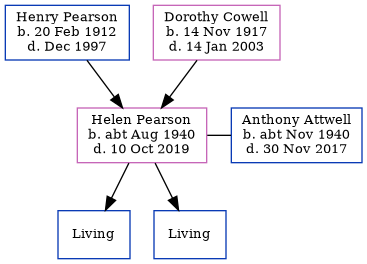 Henry Pearson
b. 20 Feb 1912
d. Dec 1997
Dorothy Cowell
b. 14 Nov 1917
d. 14 Jan 2003
Helen Pearson
b. abt Aug 1940
d. 10 Oct 2019
Anthony Attwell
b. abt Nov 1940
d. 30 Nov 2017
Living
Living